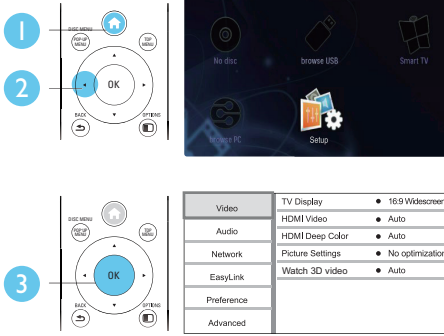 1
DISC MENU
POP-UP MENU
TOP MENU
2
OK
BACK
OPTIONS
No disc
browse USB
Smart TV
browse PC
Setup
DISC MENU
POP-UP MENU
TOP MENU
3
OK
BACK
OPTIONS
Video
Audio
Network
EasyLink
Preference
Advanced
TV Display • 16:9 Widescreen
HDMI Video • Auto
HDMI Deep Color • Auto
Picture Settings • No optimization
Watch 3D video • Auto